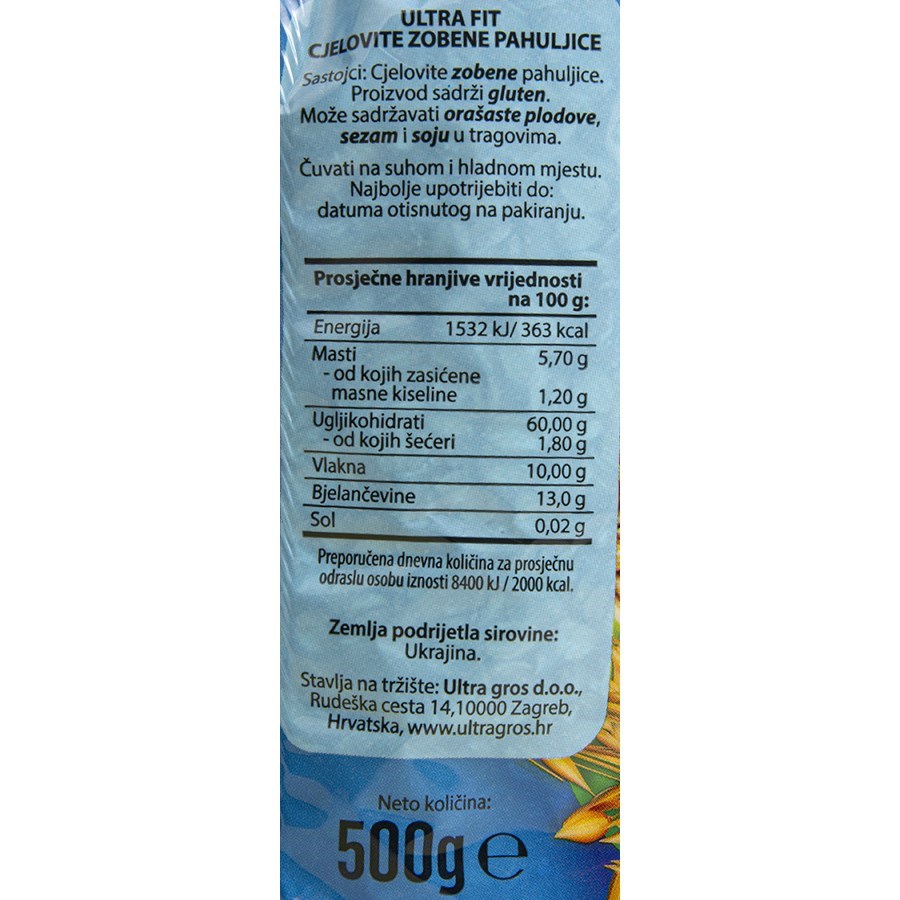 ULTRA FIT
CJELOVITE ZOBENE PAHULJICE
Sastojci: Cjelovite zobene pahuljice.
Proizvod sadrži gluten.
Može sadržavati orašaste plodove,
sezam i soju u tragovima.
Čuvati na suhom i hladnom mjestu.
Najbolje upotrijebiti do:
datuma otisnutog na pakiranju.
Prosječne hranjive vrijednosti
na 100 g:
Energija 1532 kJ/ 363 kcal
Masti 5,70 g
- od kojih zasićene
masne kiseline 1,20 g
Ugljikohidrati 60,00 g
- od kojih šećeri 1,80 g
Vlakna 10,00 g
Bjelančevine 13,0 g
Sol 0,02 g
Preporučena dnevna količina za prosječnu
odraslu osobu iznosti 8400 kJ / 2000 kcal.
Zemlja podrijetla sirovine:
Ukrajina.
Stavlja na tržište: Ultra gros d.o.o.,
Rudeška cesta 14,10000 Zagreb,
Hrvatska, www.ultragros.hr
Neto količina:
500g e